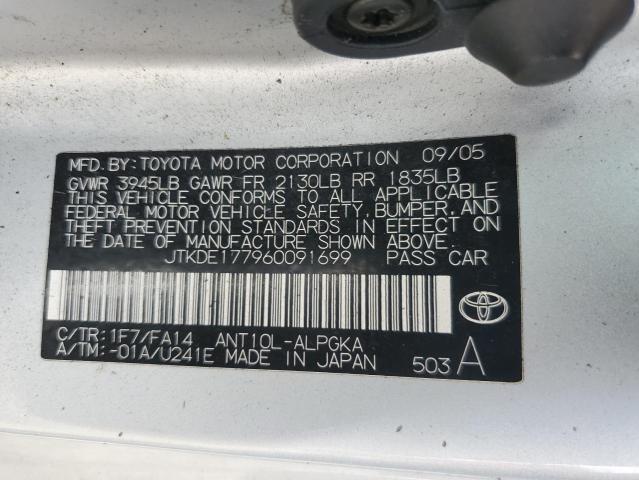 MFD. BY: TOYOTA MOTOR CORPORATION 09/05
GVWR 3945LB GAWR FR 2130LB RR 1835LB
THIS VEHICLE CONFORMS TO ALL APPLICABLE
FEDERAL MOTOR VEHICLE SAFETY, BUMPER, AND
THEFT PREVENTION STANDARDS IN EFFECT ON
THE DATE OF MANUFACTURE SHOWN ABOVE.
JTKDE177960091699 PASS CAR
C/TR: 1F7/FA14 ANT10L-ALPGKA
A/TM: -01A/U241E MADE IN JAPAN
503 A